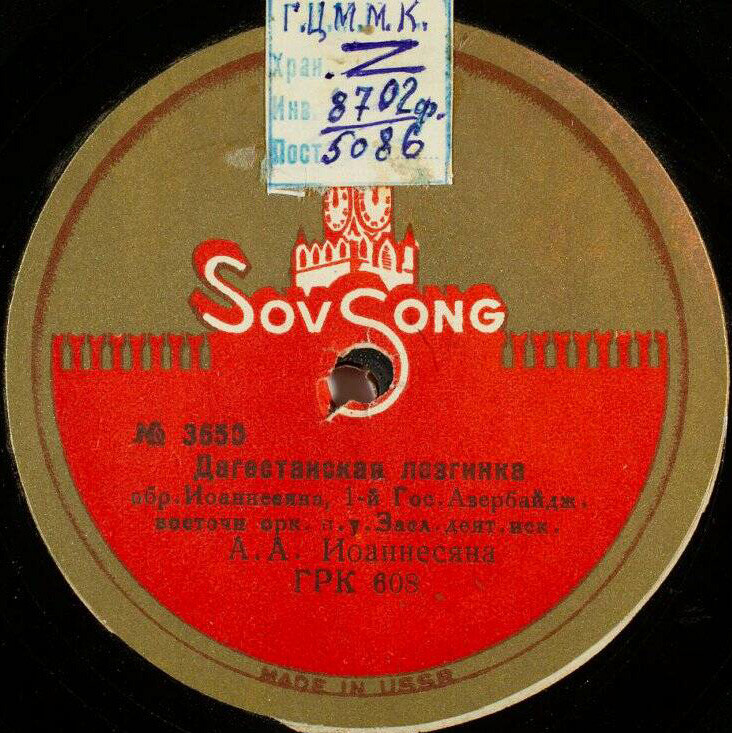 Г.Ц.М.М.К.
Хран. Z
Инв. 8702ф.
Пост. 5086
SOVSONG
№ 3650
Дагестанская лезгинка
обр. Иоаннесяна, 1-й Гос. Азербайдж.
восточн орк. п.у. Засл. деят. иск.
А. А. Иоаннесяна
ГРК 608
MADE IN USSR